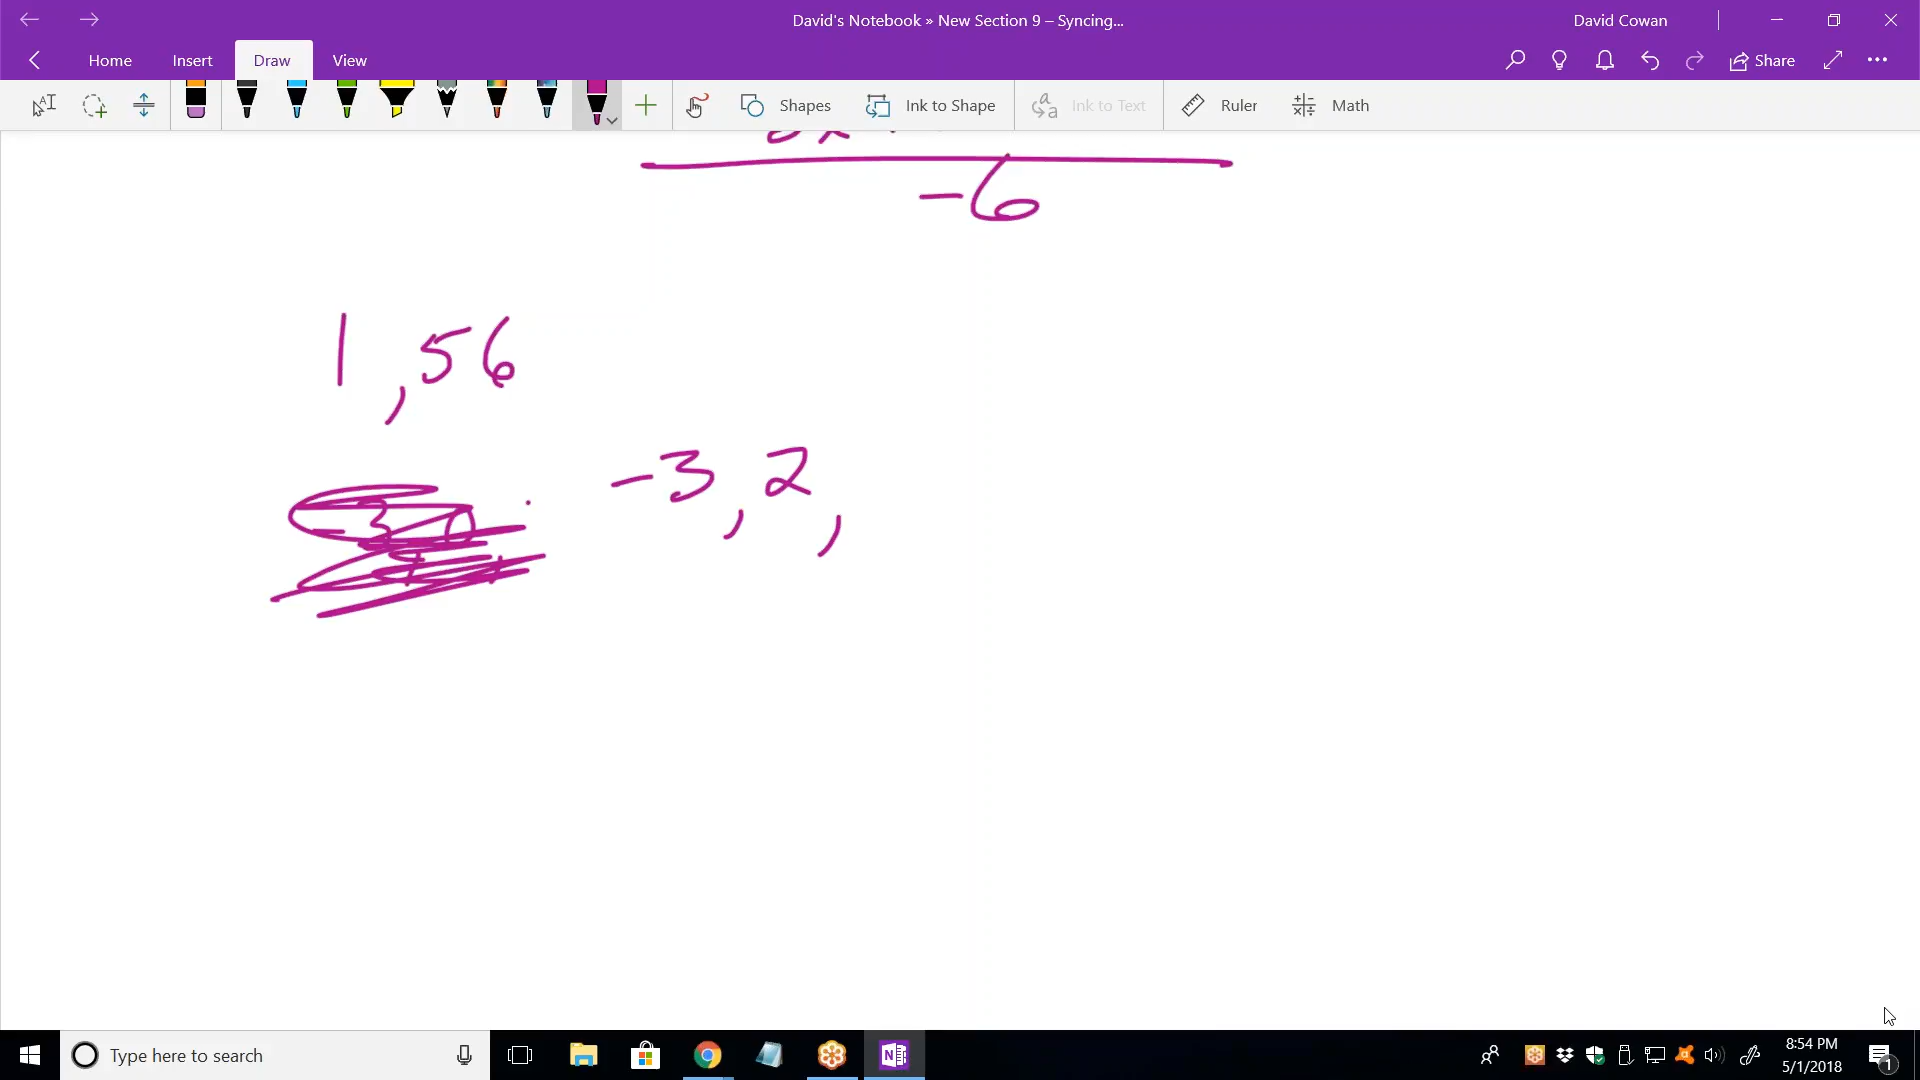 David's Notebook » New Section 9 – Syncing...
David Cowan
Home Insert Draw View
Share
Shapes Ink to Shape Ink to Text Ruler Math
-6
1,56
-3,2,
Type here to search
8:54 PM
5/1/2018
1